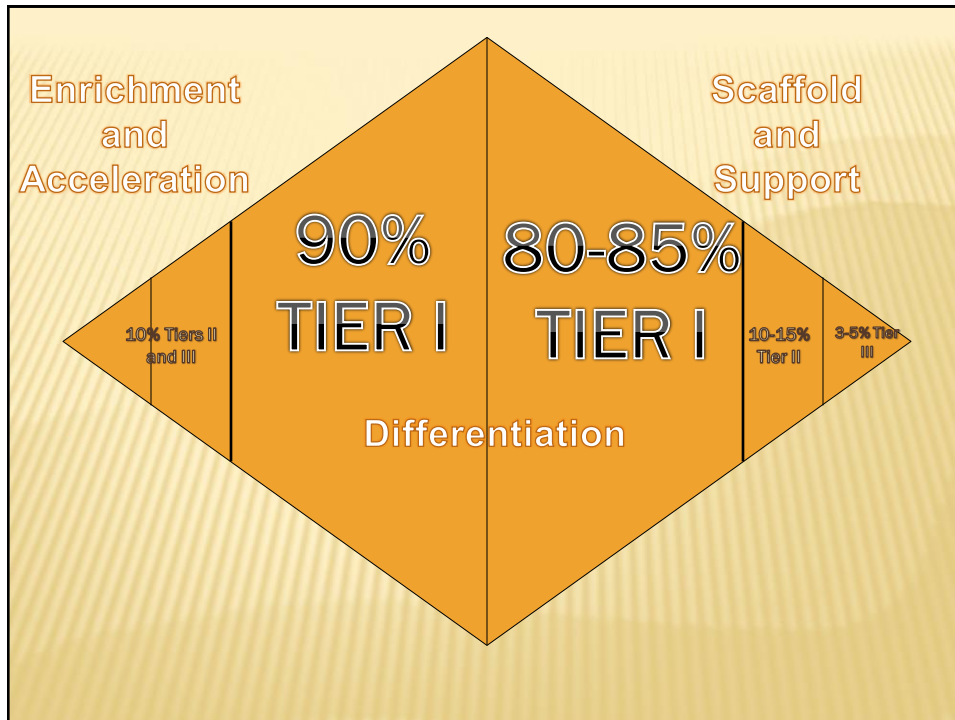 Enrichment
and
Acceleration
Scaffold
and
Support
90%
TIER I
80-85%
TIER I
10% Tiers II
and III
10-15%
Tier II
3-5% Tier
III
Differentiation